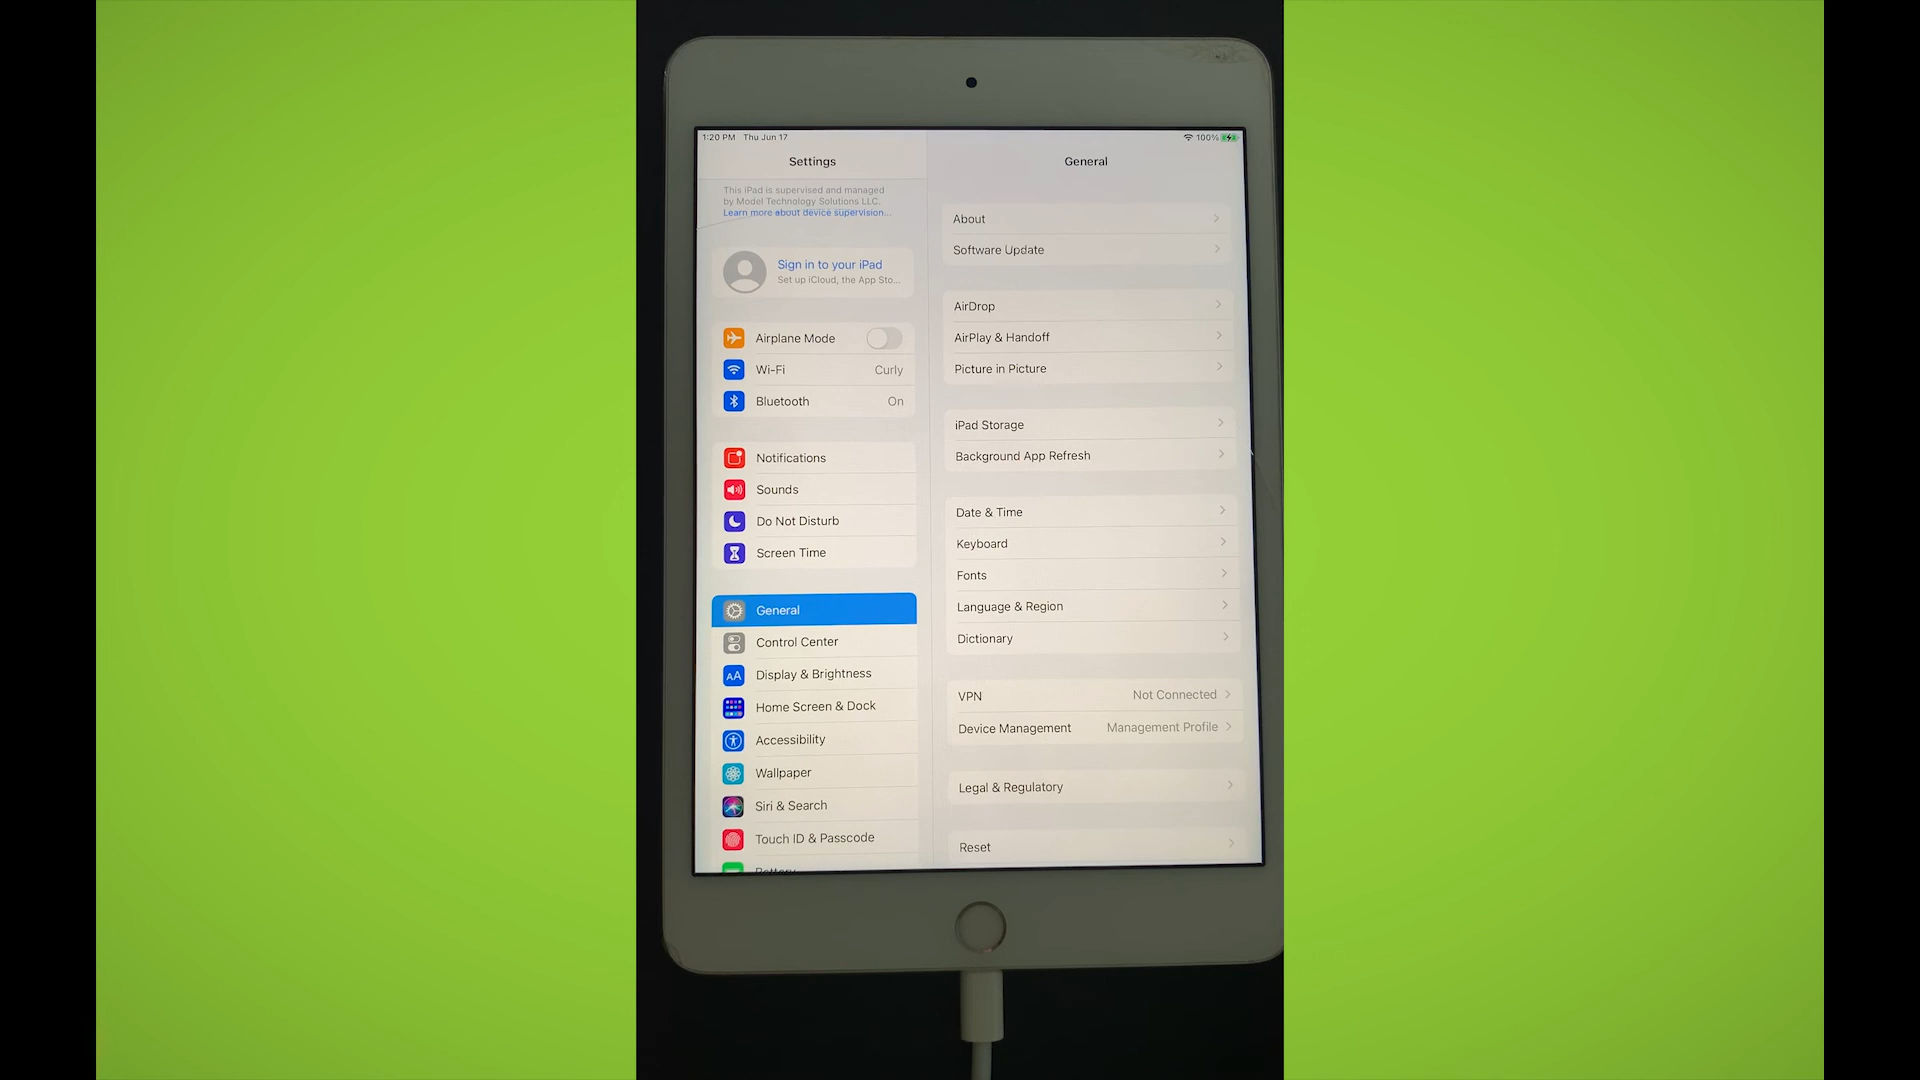 1:20 PM Thu Jun 17
100%
Settings
This iPad is supervised and managed
by Model Technology Solutions LLC.
Learn more about device supervision...
Sign in to your iPad
Set up iCloud, the App Sto...
Airplane Mode
Wi-Fi Curly
Bluetooth On
Notifications
Sounds
Do Not Disturb
Screen Time
General
Control Center
AA Display & Brightness
Home Screen & Dock
Accessibility
Wallpaper
Siri & Search
Touch ID & Passcode
Battery
General
About
Software Update
AirDrop
AirPlay & Handoff
Picture in Picture
iPad Storage
Background App Refresh
Date & Time
Keyboard
Fonts
Language & Region
Dictionary
VPN Not Connected
Device Management Management Profile
Legal & Regulatory
Reset